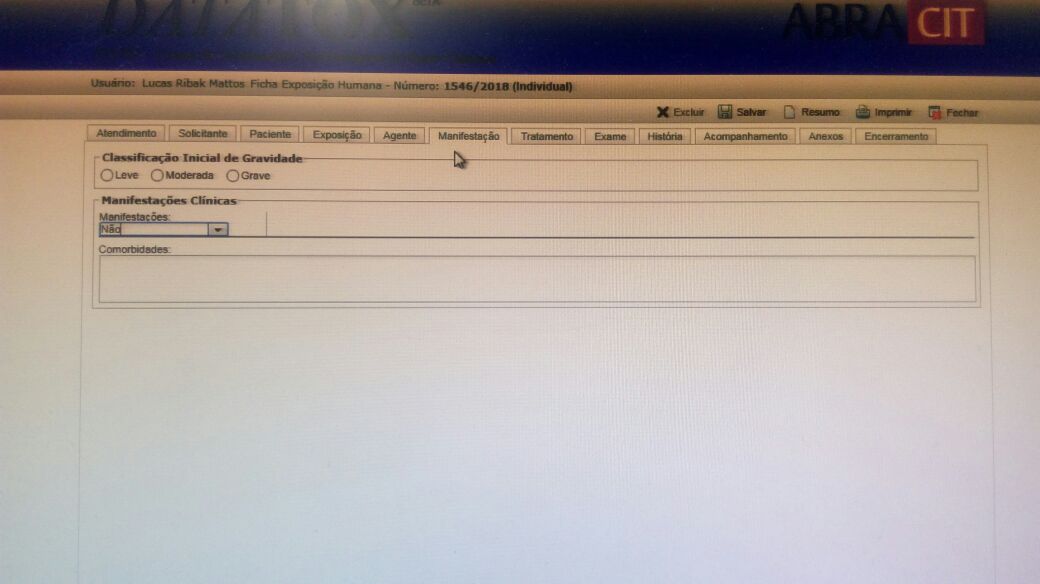 DATATOX BETA
ABRACIT
Usuário: Lucas Ribak Mattos Ficha Exposição Humana - Número: 1546/2018 (Individual)
Excluir Salvar Resumo Imprimir Fechar
Atendimento Solicitante Paciente Exposição Agente Manifestação Tratamento Exame História Acompanhamento Anexos Encerramento
Classificação Inicial de Gravidade
Leve Moderada Grave
Manifestações Clínicas
Manifestações:
Não
Comorbidades: